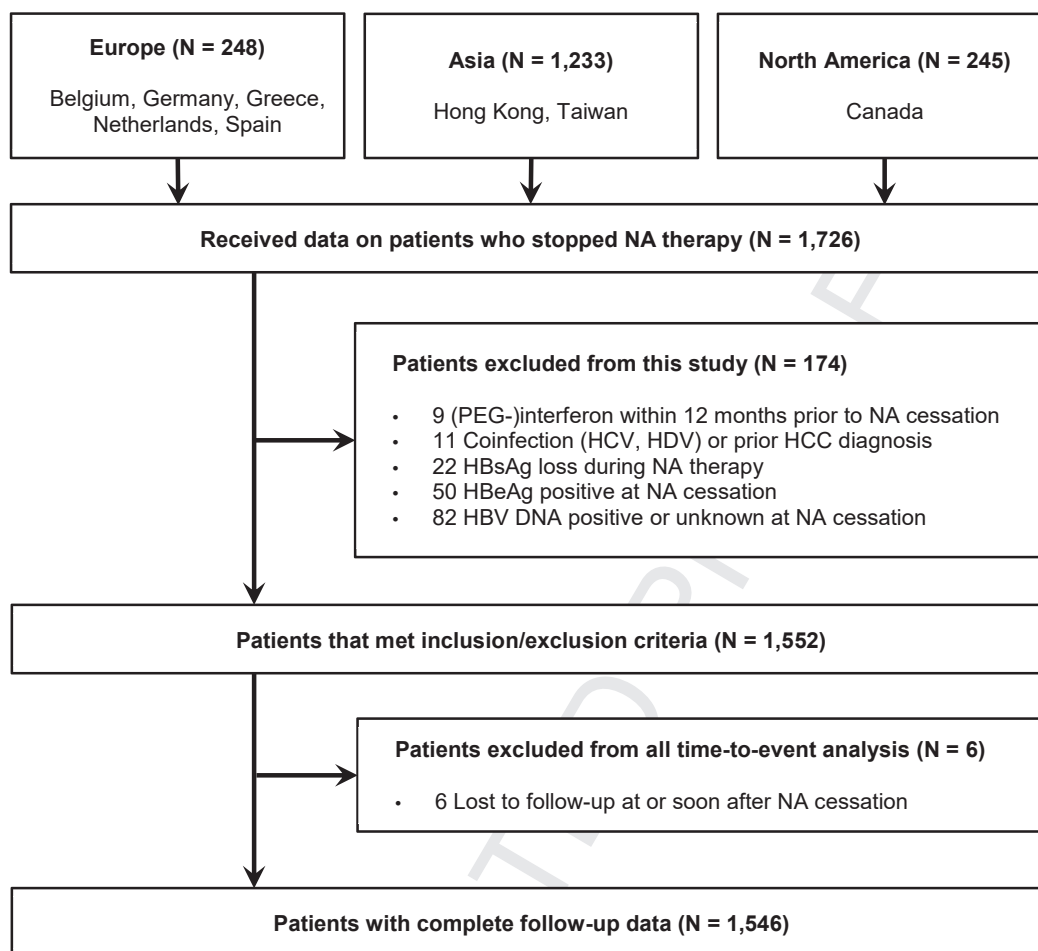 Europe (N = 248)
Belgium, Germany, Greece,
Netherlands, Spain
Asia (N = 1,233)
Hong Kong, Taiwan
North America (N = 245)
Canada
Received data on patients who stopped NA therapy (N = 1,726)
Patients excluded from this study (N = 174)
• 9 (PEG-)interferon within 12 months prior to NA cessation
• 11 Coinfection (HCV, HDV) or prior HCC diagnosis
• 22 HBsAg loss during NA therapy
• 50 HBeAg positive at NA cessation
• 82 HBV DNA positive or unknown at NA cessation
Patients that met inclusion/exclusion criteria (N = 1,552)
Patients excluded from all time-to-event analysis (N = 6)
• 6 Lost to follow-up at or soon after NA cessation
Patients with complete follow-up data (N = 1,546)